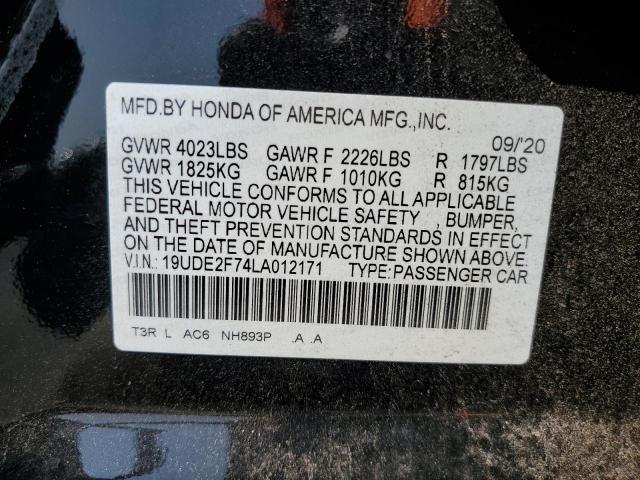 MFD.BY HONDA OF AMERICA MFG.,INC. 09/'20
GVWR 4023LBS GAWR F 2226LBS R 1797LBS
GVWR 1825KG GAWR F 1010KG R 815KG
THIS VEHICLE CONFORMS TO ALL APPLICABLE
FEDERAL MOTOR VEHICLE SAFETY , BUMPER,
AND THEFT PREVENTION STANDARDS IN EFFECT
ON THE DATE OF MANUFACTURE SHOWN ABOVE.
V.I.N.: 19UDE2F74LA012171 TYPE:PASSENGER CAR
T3R L AC6 NH893P .A .A